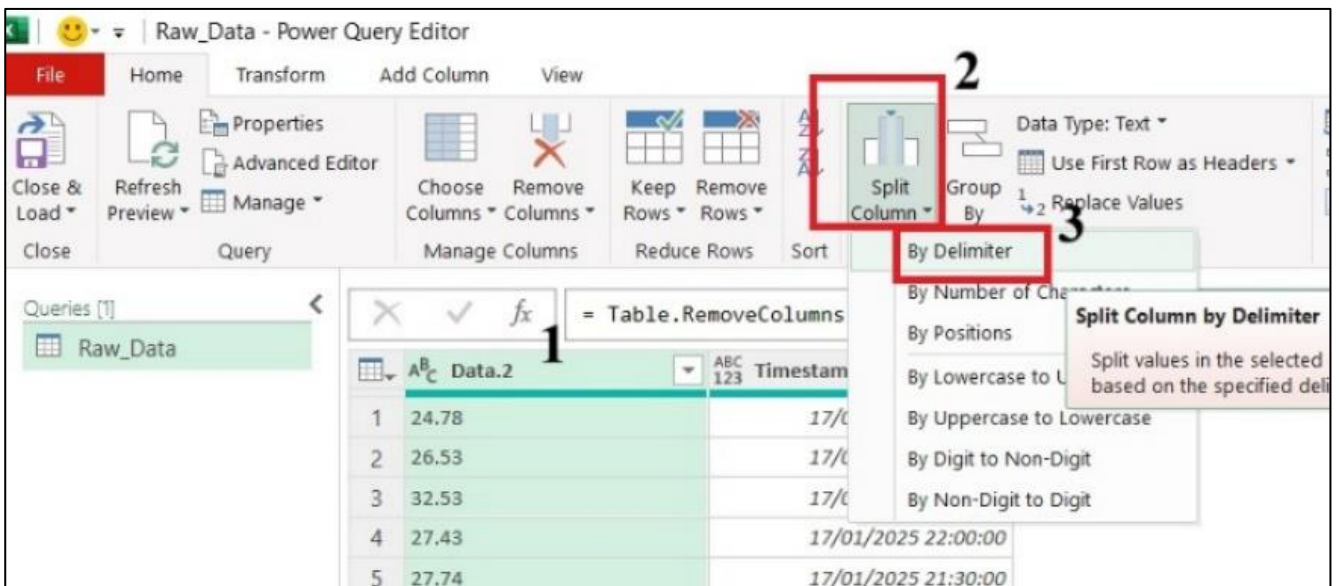 Raw_Data - Power Query Editor
File Home Transform Add Column View
2
Properties
Advanced Editor
Manage
Close & Load
Refresh Preview
Choose Columns
Remove Columns
Keep Rows
Remove Rows
Split Column
Group By
Data Type: Text
Use First Row as Headers
Replace Values
3
Close Query Manage Columns Reduce Rows Sort
By Delimiter
By Number of Characters
By Positions
By Lowercase to U
By Uppercase to Lowercase
By Digit to Non-Digit
By Non-Digit to Digit
Split Column by Delimiter
Split values in the selected
based on the specified deli
Queries [1]
Raw_Data
fx = Table.RemoveColumns
1
ABC Data.2 ABC 123 Timestam
1 24.78 17/0
2 26.53 17/0
3 32.53 17/0
4 27.43 17/01/2025 22:00:00
5 27.74 17/01/2025 21:30:00